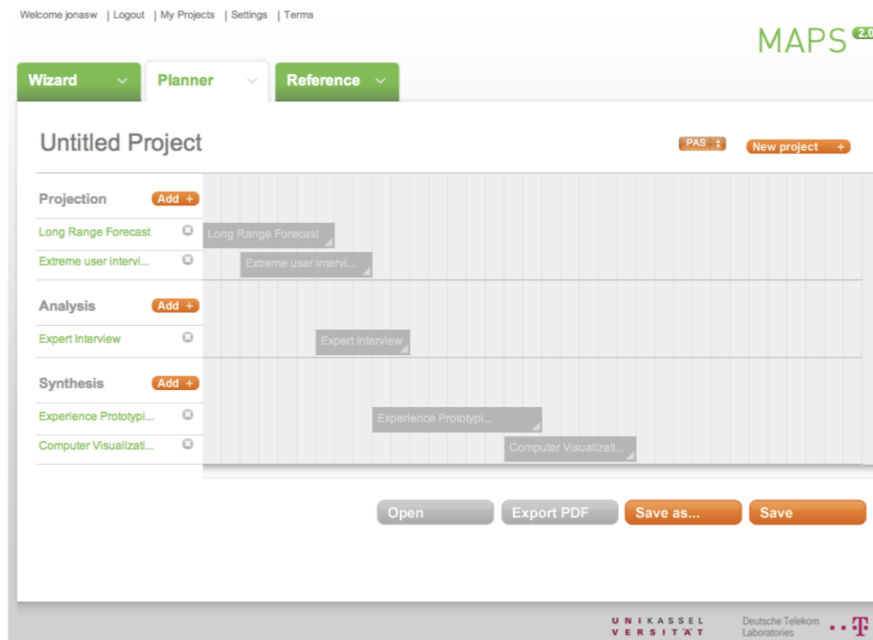 Welcome jonasw | Logout | My Projects | Settings | Terms
MAPS 2.0
Wizard Planner Reference
Untitled Project
PAS New project +
Projection Add +
Long Range Forecast Long Range Forecast
Extreme user intervi... Extreme user intervi...
Analysis Add +
Expert Interview Expert Interview
Synthesis Add +
Experience Prototypi... Experience Prototypi...
Computer Visualizati... Computer Visualizati...
Open Export PDF Save as... Save
UNIKASSEL Deutsche Telekom
VERSITÄT Laboratories T